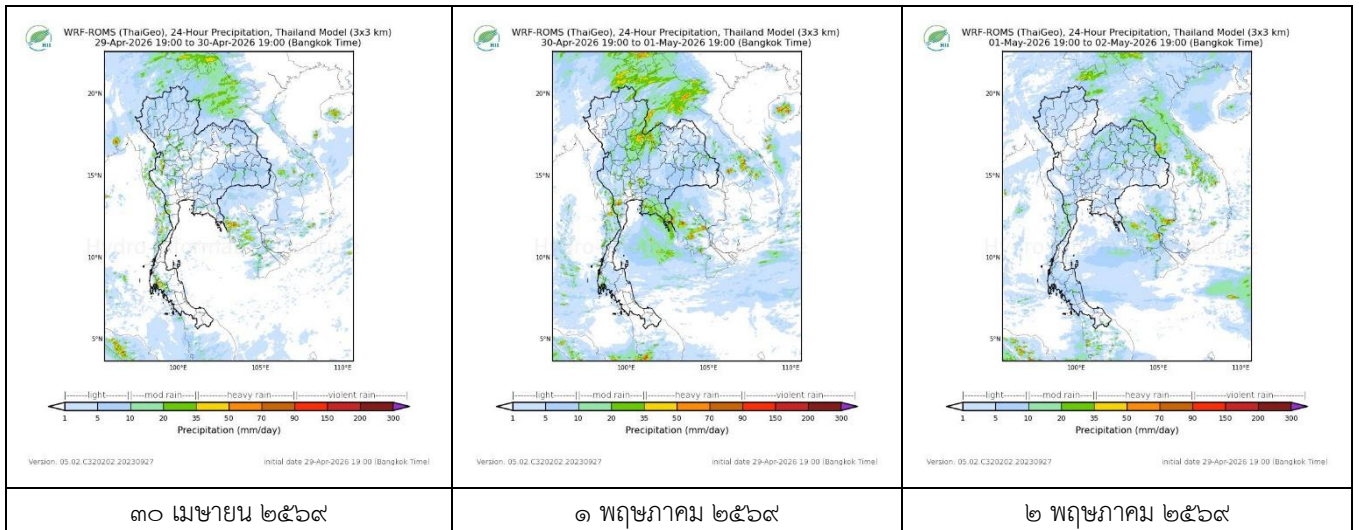 WRF-ROMS (ThaiGeo), 24-Hour Precipitation, Thailand Model (3x3 km)
29-Apr-2026 19:00 to 30-Apr-2026 19:00 (Bangkok Time)
HII
20°N
15°N
10°N
5°N
100°E 105°E 110°E
|-------light-----||----mod rain----||-------heavy rain-------||-----violent rain----|
1 5 10 20 35 50 70 90 150 200 300
Precipitation (mm/day)
Version: 05.02.C320202.20230927 initial date 29-Apr-2026 19:00 (Bangkok Time)
๓๐ เมษายน ๒๕๖๙
WRF-ROMS (ThaiGeo), 24-Hour Precipitation, Thailand Model (3x3 km)
30-Apr-2026 19:00 to 01-May-2026 19:00 (Bangkok Time)
HII
20°N
15°N
10°N
5°N
100°E 105°E 110°E
|-------light-----||----mod rain----||-------heavy rain-------||-----violent rain----|
1 5 10 20 35 50 70 90 150 200 300
Precipitation (mm/day)
Version: 05.02.C320202.20230927 initial date 29-Apr-2026 19:00 (Bangkok Time)
๑ พฤษภาคม ๒๕๖๙
WRF-ROMS (ThaiGeo), 24-Hour Precipitation, Thailand Model (3x3 km)
01-May-2026 19:00 to 02-May-2026 19:00 (Bangkok Time)
HII
20°N
15°N
10°N
5°N
100°E 105°E 110°E
|-------light-----||----mod rain----||-------heavy rain-------||-----violent rain----|
1 5 10 20 35 50 70 90 150 200 300
Precipitation (mm/day)
Version: 05.02.C320202.20230927 initial date 29-Apr-2026 19:00 (Bangkok Time)
๒ พฤษภาคม ๒๕๖๙